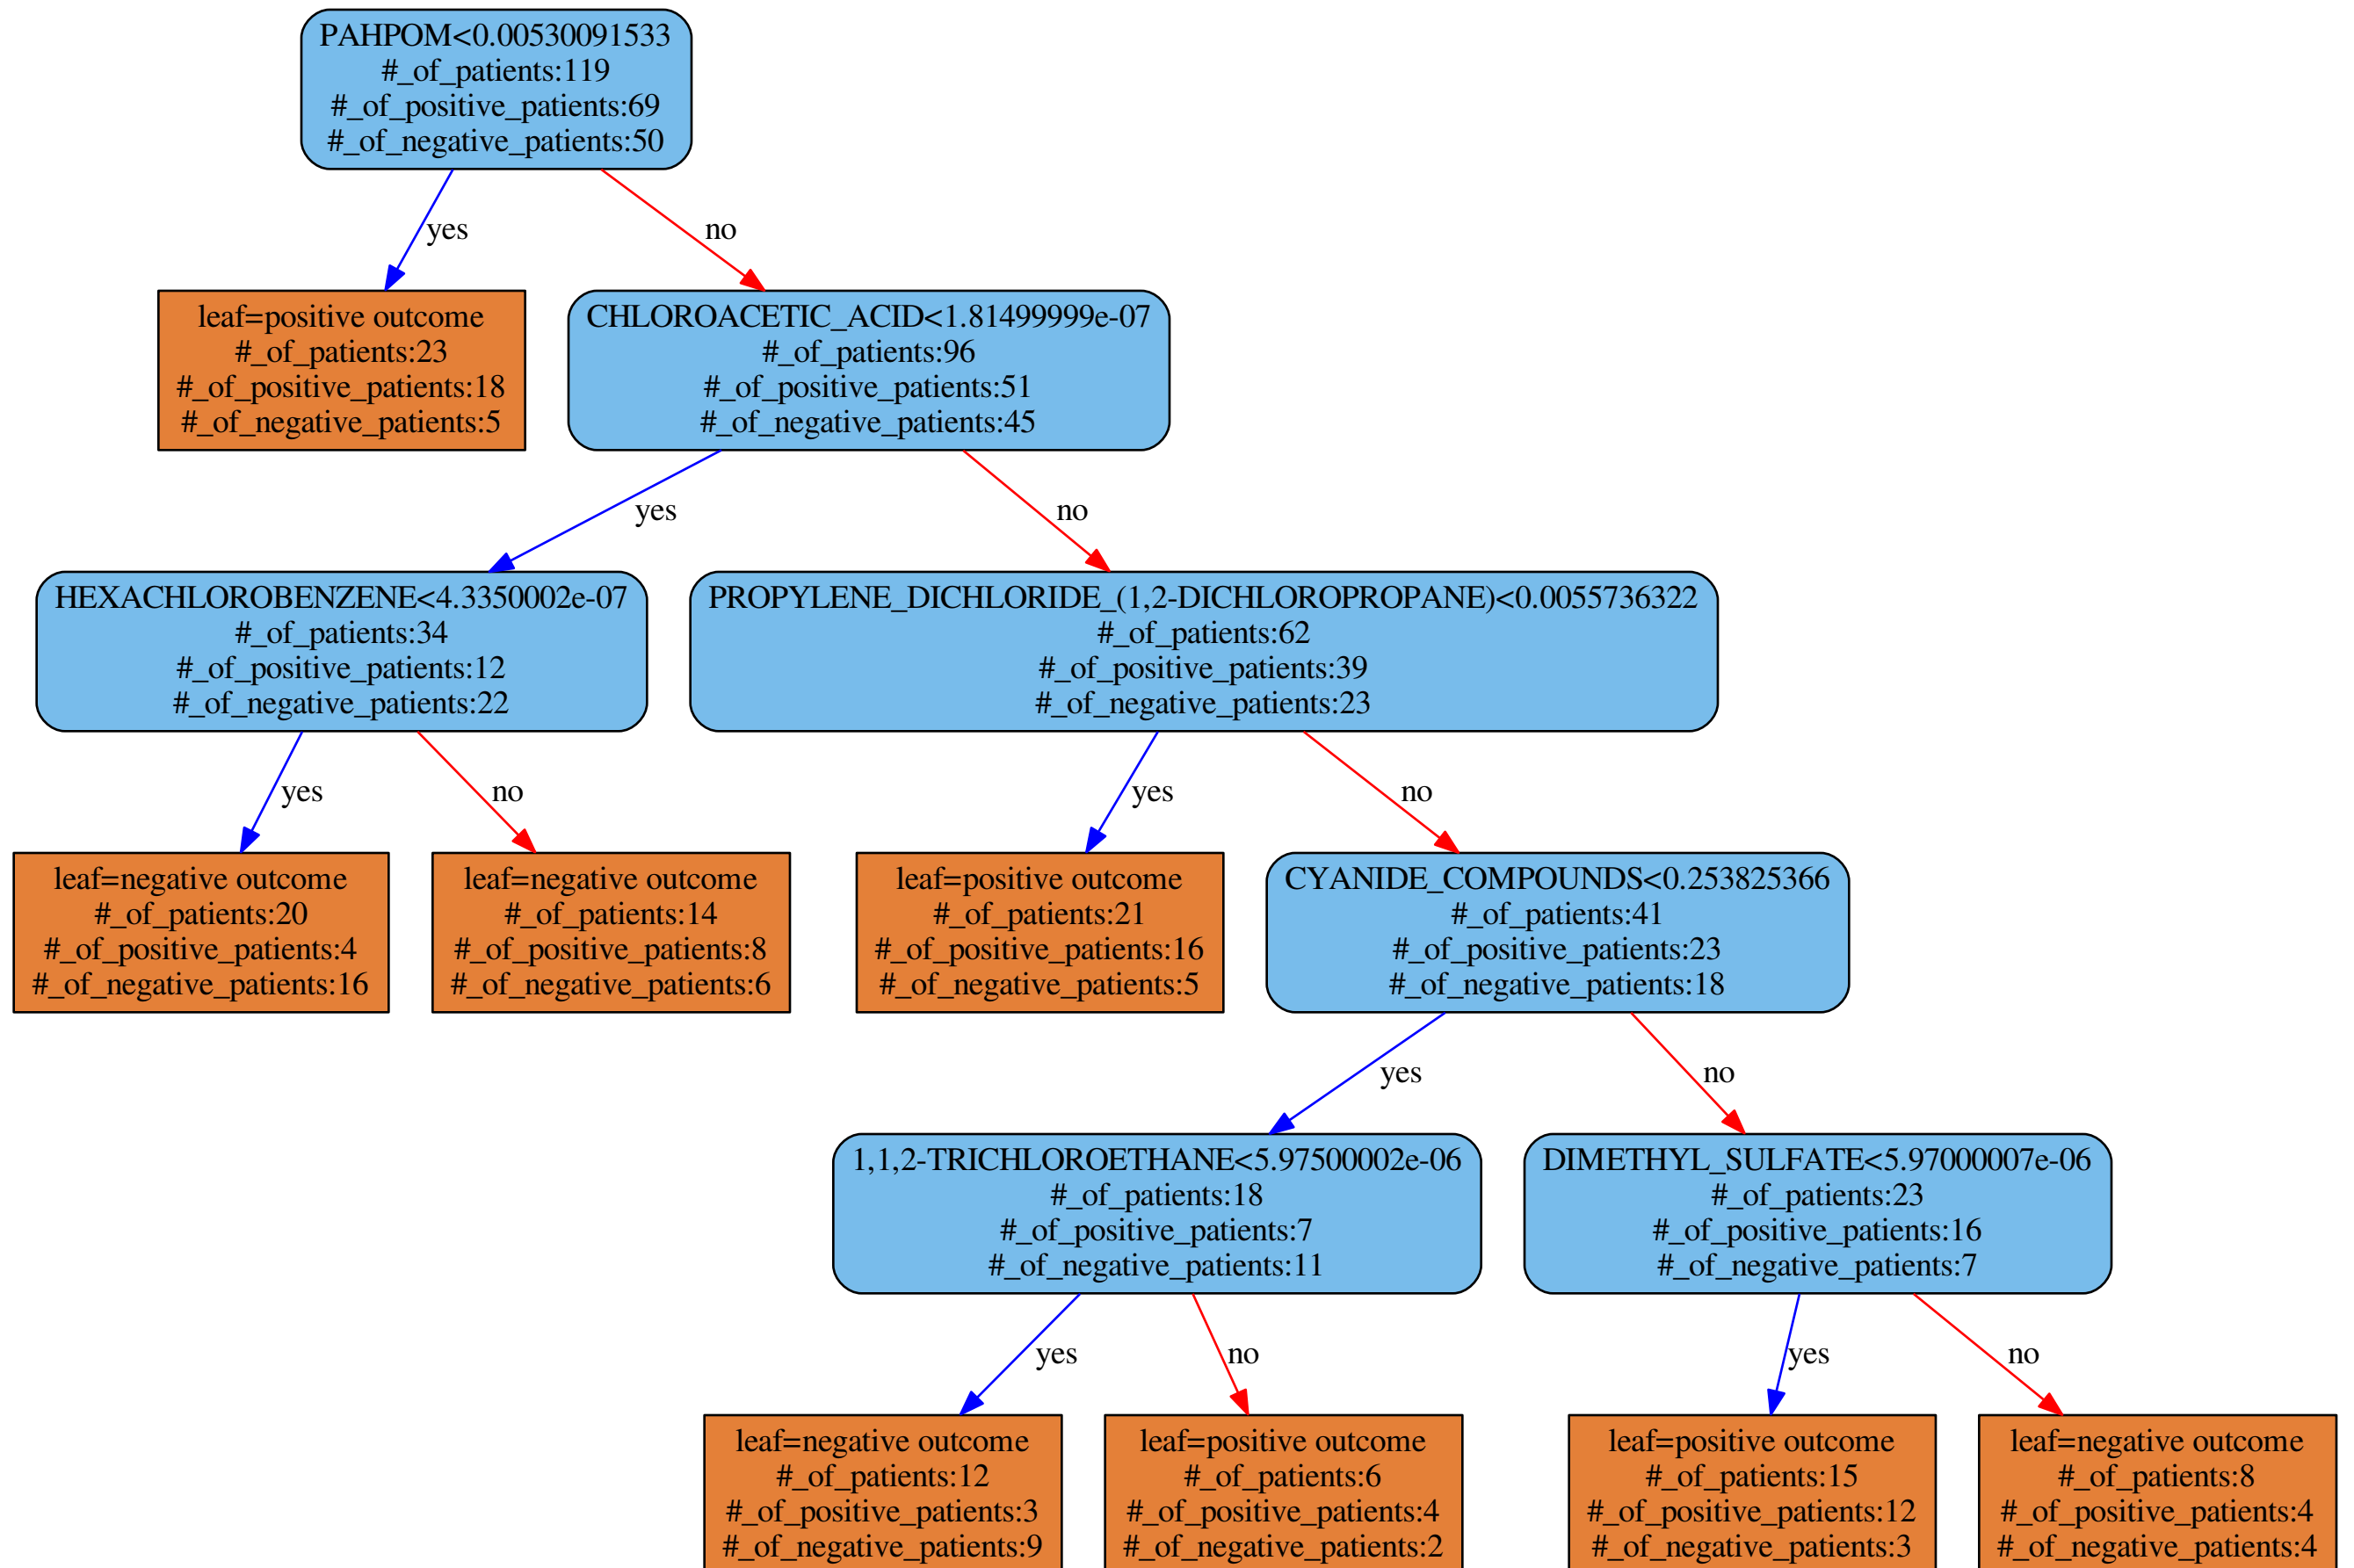 PAHPOM<0.00530091533
#_of_patients:119
#_of_positive_patients:69
#_of_negative_patients:50
yes
no
leaf=positive outcome
#_of_patients:23
#_of_positive_patients:18
#_of_negative_patients:5
CHLOROACETIC_ACID<1.81499999e-07
#_of_patients:96
#_of_positive_patients:51
#_of_negative_patients:45
yes
no
HEXACHLOROBENZENE<4.3350002e-07
#_of_patients:34
#_of_positive_patients:12
#_of_negative_patients:22
PROPYLENE_DICHLORIDE_(1,2-DICHLOROPROPANE)<0.0055736322
#_of_patients:62
#_of_positive_patients:39
#_of_negative_patients:23
yes
no
yes
no
leaf=negative outcome
#_of_patients:20
#_of_positive_patients:4
#_of_negative_patients:16
leaf=negative outcome
#_of_patients:14
#_of_positive_patients:8
#_of_negative_patients:6
leaf=positive outcome
#_of_patients:21
#_of_positive_patients:16
#_of_negative_patients:5
CYANIDE_COMPOUNDS<0.253825366
#_of_patients:41
#_of_positive_patients:23
#_of_negative_patients:18
yes
no
1,1,2-TRICHLOROETHANE<5.97500002e-06
#_of_patients:18
#_of_positive_patients:7
#_of_negative_patients:11
DIMETHYL_SULFATE<5.97000007e-06
#_of_patients:23
#_of_positive_patients:16
#_of_negative_patients:7
yes
no
yes
no
leaf=negative outcome
#_of_patients:12
#_of_positive_patients:3
#_of_negative_patients:9
leaf=positive outcome
#_of_patients:6
#_of_positive_patients:4
#_of_negative_patients:2
leaf=positive outcome
#_of_patients:15
#_of_positive_patients:12
#_of_negative_patients:3
leaf=negative outcome
#_of_patients:8
#_of_positive_patients:4
#_of_negative_patients:4